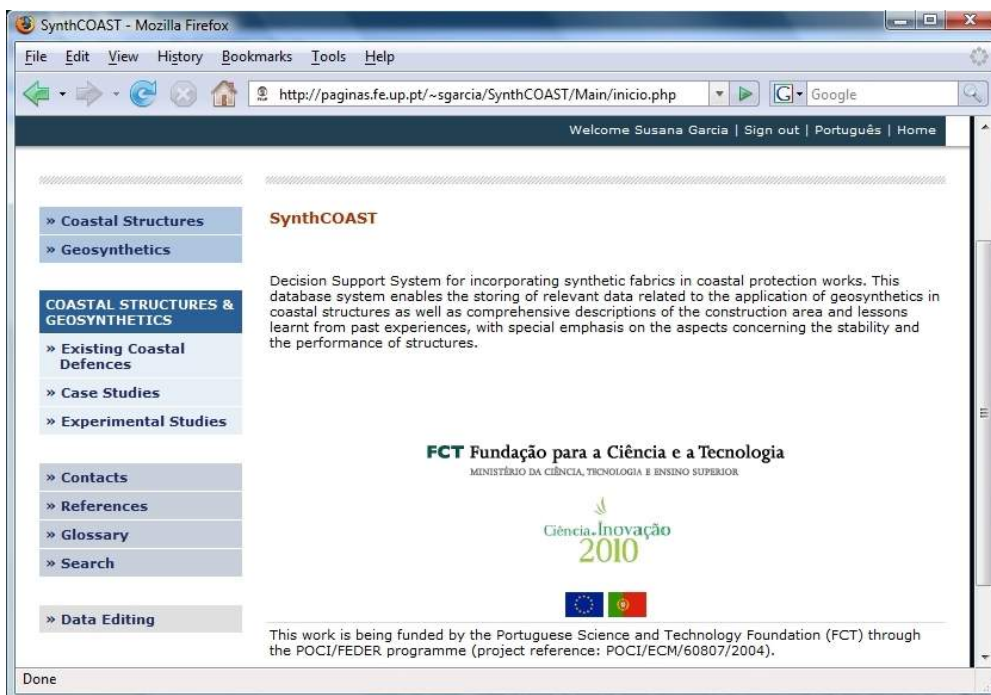 SynthCOAST - Mozilla Firefox
File Edit View History Bookmarks Tools Help
http://paginas.fe.up.pt/~sgarcia/SynthCOAST/Main/inicio.php
G Google
Welcome Susana Garcia | Sign out | Português | Home
» Coastal Structures
» Geosynthetics
COASTAL STRUCTURES &
GEOSYNTHETICS
» Existing Coastal
Defences
» Case Studies
» Experimental Studies
» Contacts
» References
» Glossary
» Search
» Data Editing
SynthCOAST
Decision Support System for incorporating synthetic fabrics in coastal protection works. This
database system enables the storing of relevant data related to the application of geosynthetics in
coastal structures as well as comprehensive descriptions of the construction area and lessons
learnt from past experiences, with special emphasis on the aspects concerning the stability and
the performance of structures.
FCT Fundação para a Ciência e a Tecnologia
MINISTÉRIO DA CIÊNCIA, TECNOLOGIA E ENSINO SUPERIOR
Ciência.Inovação
2010
This work is being funded by the Portuguese Science and Technology Foundation (FCT) through
the POCI/FEDER programme (project reference: POCI/ECM/60807/2004).
Done